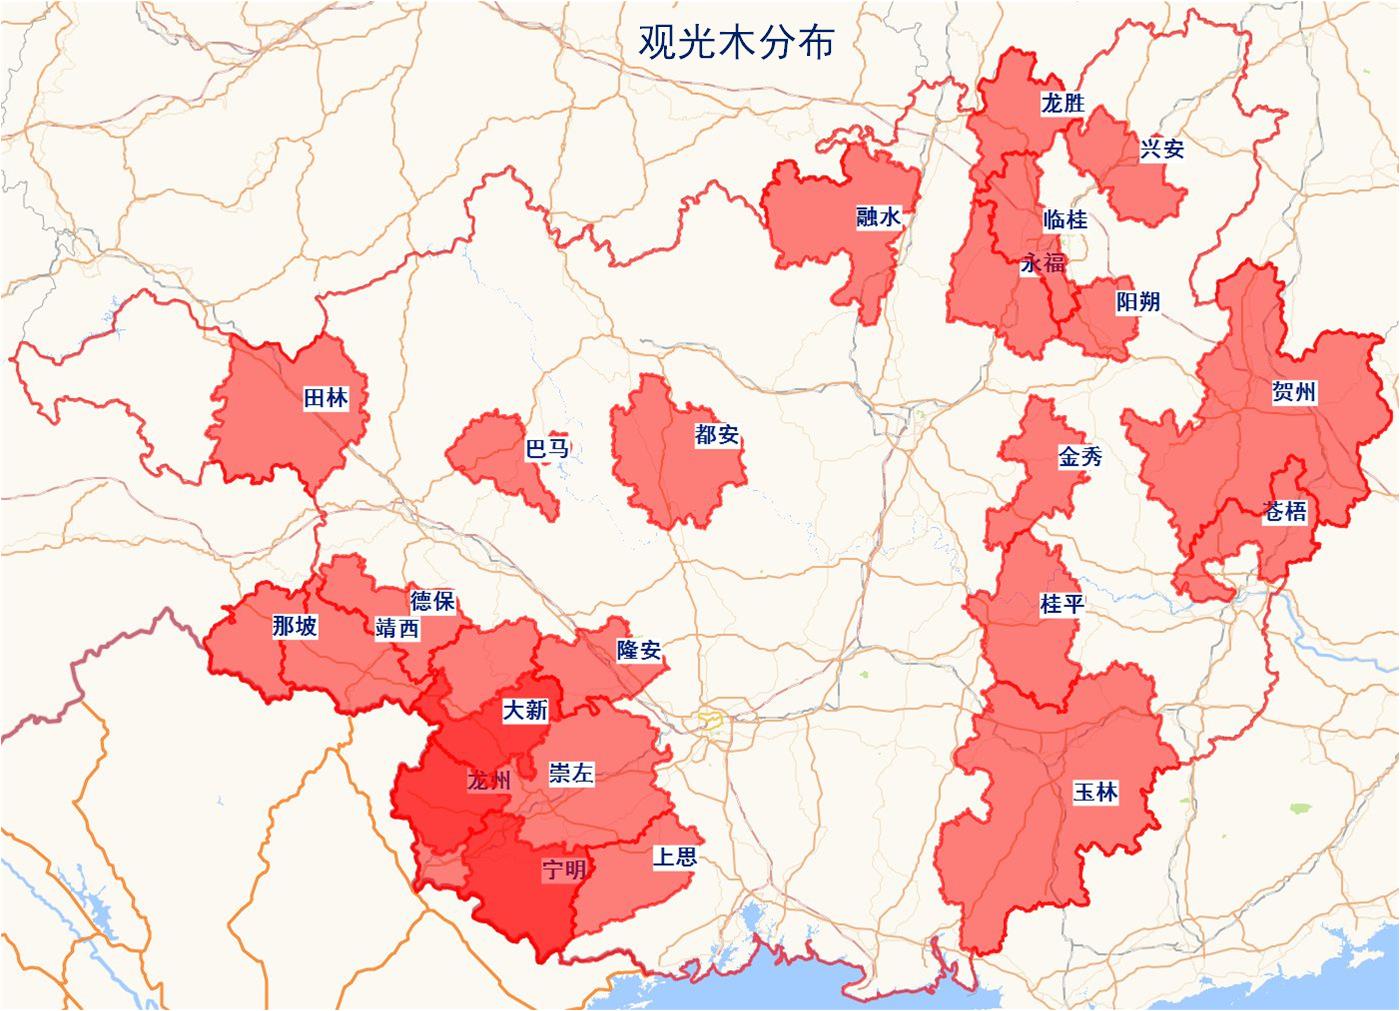 观光木分布
龙胜
兴安
融水
临桂
永福
阳朔
贺州
田林
都安
巴马
金秀
苍梧
德保
桂平
那坡
靖西
隆安
大新
崇左
龙州
玉林
上思
宁明